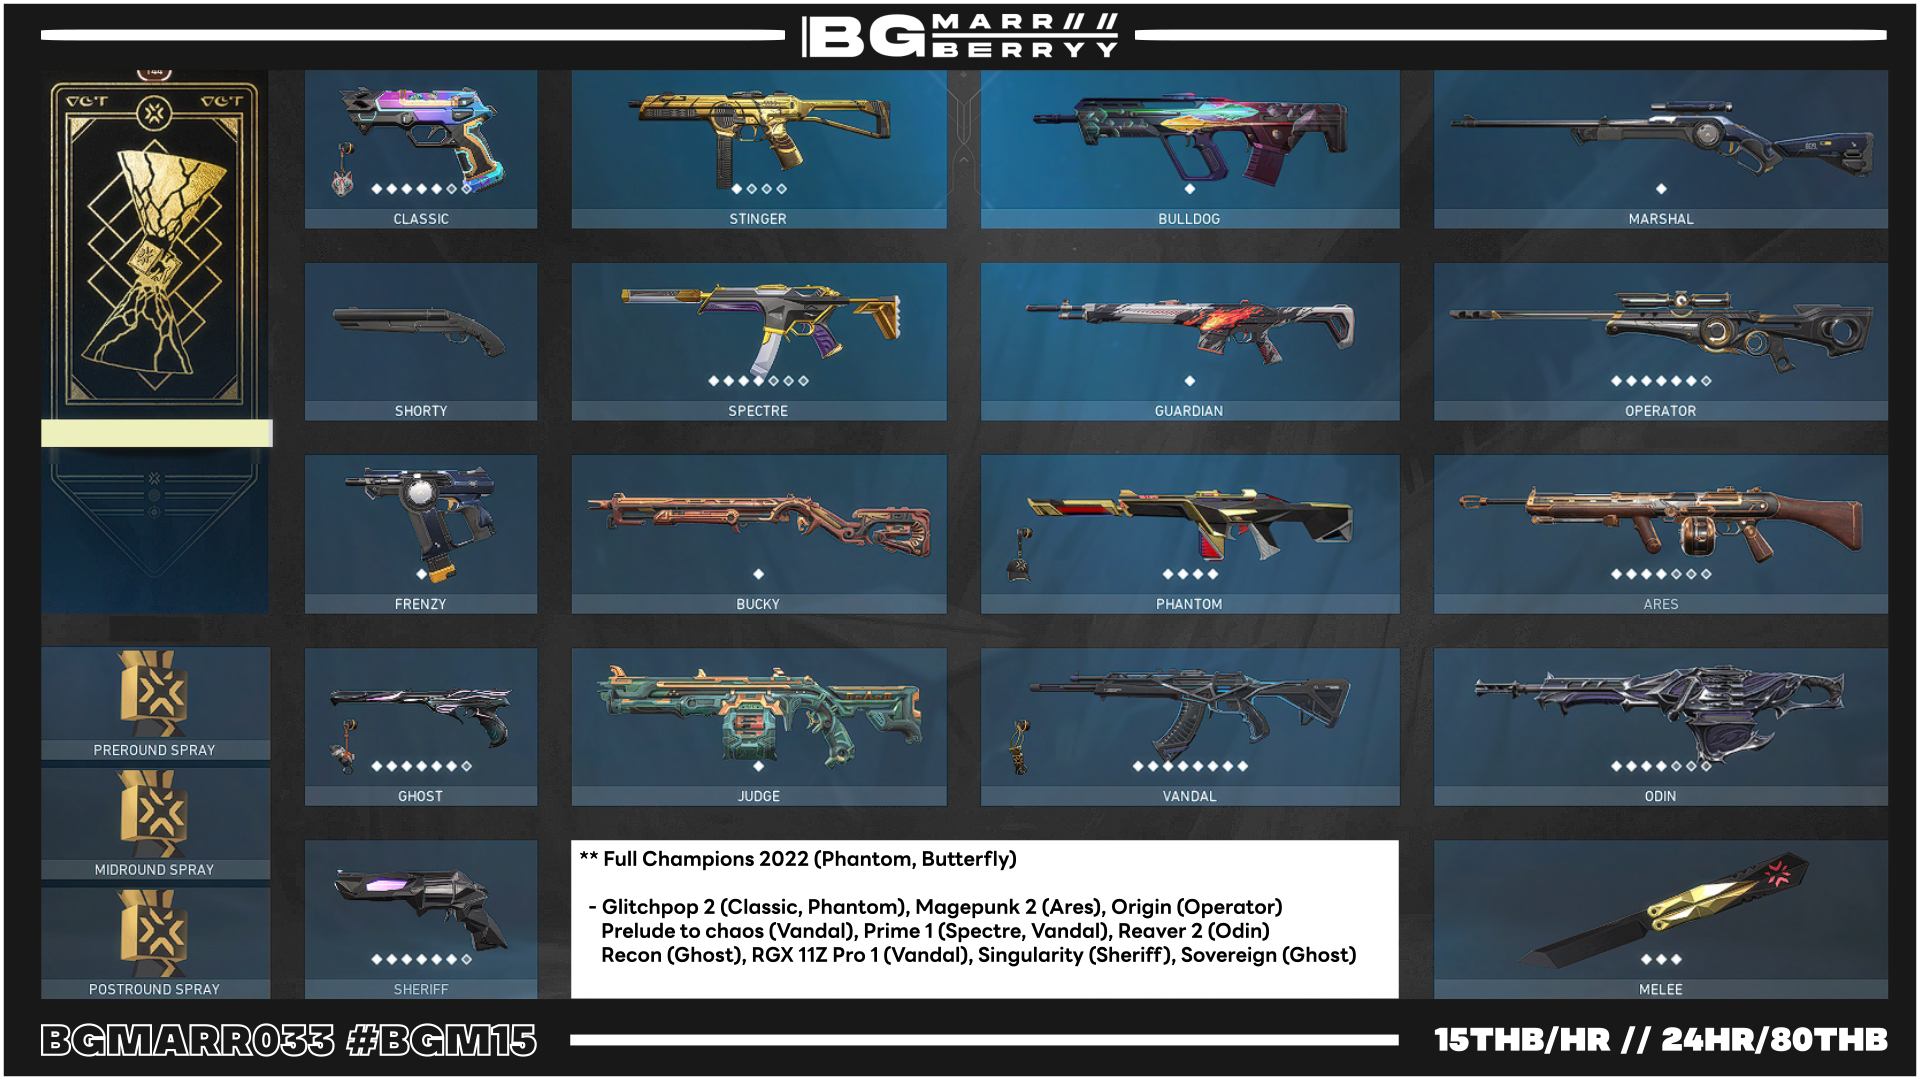 BG MARR// //
BERRYY
144
VCT VCT
CLASSIC
STINGER
BULLDOG
MARSHAL
SHORTY
SPECTRE
GUARDIAN
OPERATOR
FRENZY
BUCKY
PHANTOM
ARES
PREROUND SPRAY
GHOST
JUDGE
VANDAL
ODIN
MIDROUND SPRAY
POSTROUND SPRAY
SHERIFF
** Full Champions 2022 (Phantom, Butterfly)
- Glitchpop 2 (Classic, Phantom), Magepunk 2 (Ares), Origin (Operator)
Prelude to chaos (Vandal), Prime 1 (Spectre, Vandal), Reaver 2 (Odin)
Recon (Ghost), RGX 11Z Pro 1 (Vandal), Singularity (Sheriff), Sovereign (Ghost)
MELEE
BGMARR033 #BGM15
15THB/HR // 24HR/80THB